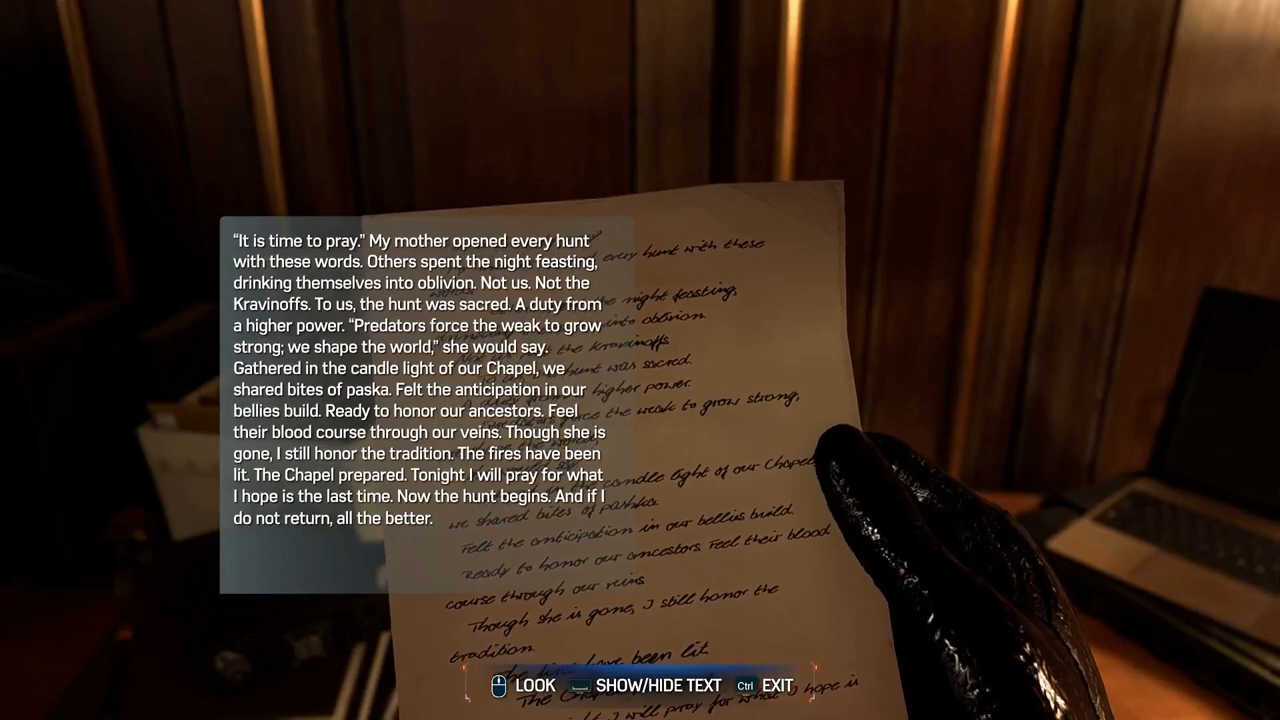 “It is time to pray.” My mother opened every hunt
with these words. Others spent the night feasting,
drinking themselves into oblivion. Not us. Not the
Kravinoffs. To us, the hunt was sacred. A duty from
a higher power. “Predators force the weak to grow
strong; we shape the world,” she would say.
Gathered in the candle light of our Chapel, we
shared bites of paska. Felt the anticipation in our
bellies build. Ready to honor our ancestors. Feel
their blood course through our veins. Though she is
gone, I still honor the tradition. The fires have been
lit. The Chapel prepared. Tonight I will pray for what
I hope is the last time. Now the hunt begins. And if I
do not return, all the better.
every hunt with these
night feasting,
into oblivion.
the Kravinoffs
hunt was sacred.
higher power.
the weak to grow strong,
candle light of our Chapel,
we shared bites of pashka.
Felt the anticipation in our bellies build.
Ready to honor our ancestors. Feel their blood
course through our veins
Though she is gone, I still honor the
tradition.
have been lit.
The
I will pray for what I hope is
LOOK SHOW/HIDE TEXT Ctrl EXIT